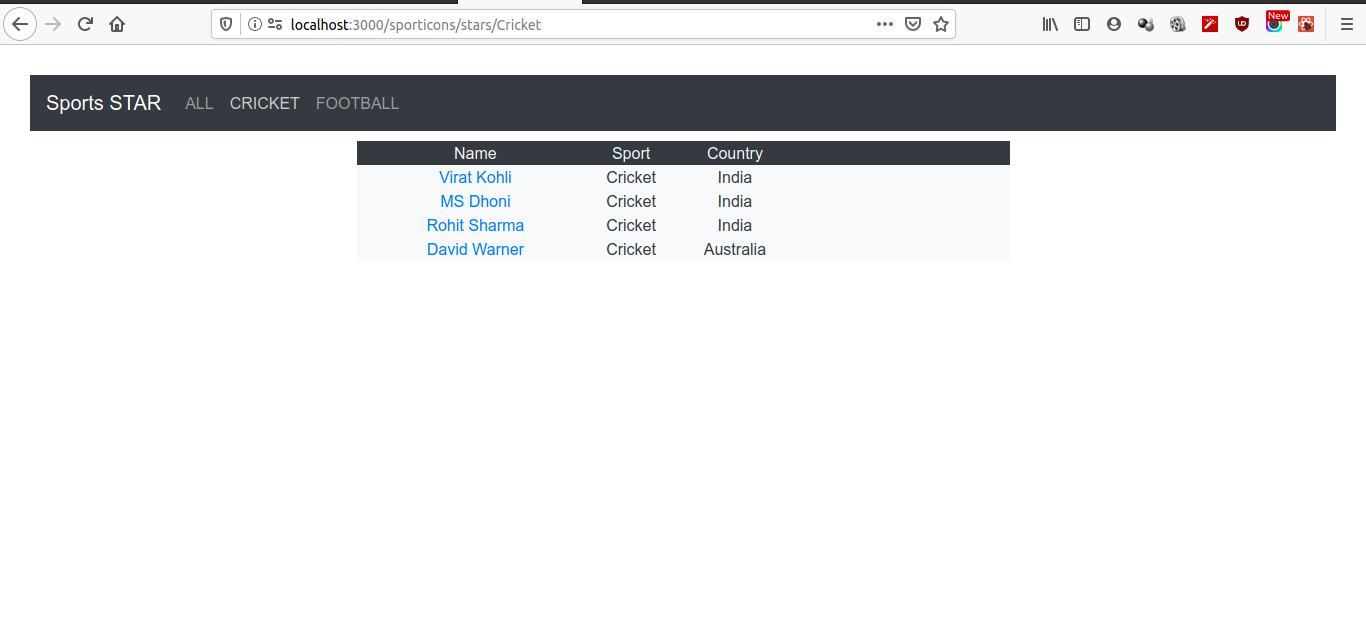 localhost:3000/sporticons/stars/Cricket
New
Sports STAR ALL CRICKET FOOTBALL
Name Sport Country
Virat Kohli Cricket India
MS Dhoni Cricket India
Rohit Sharma Cricket India
David Warner Cricket Australia